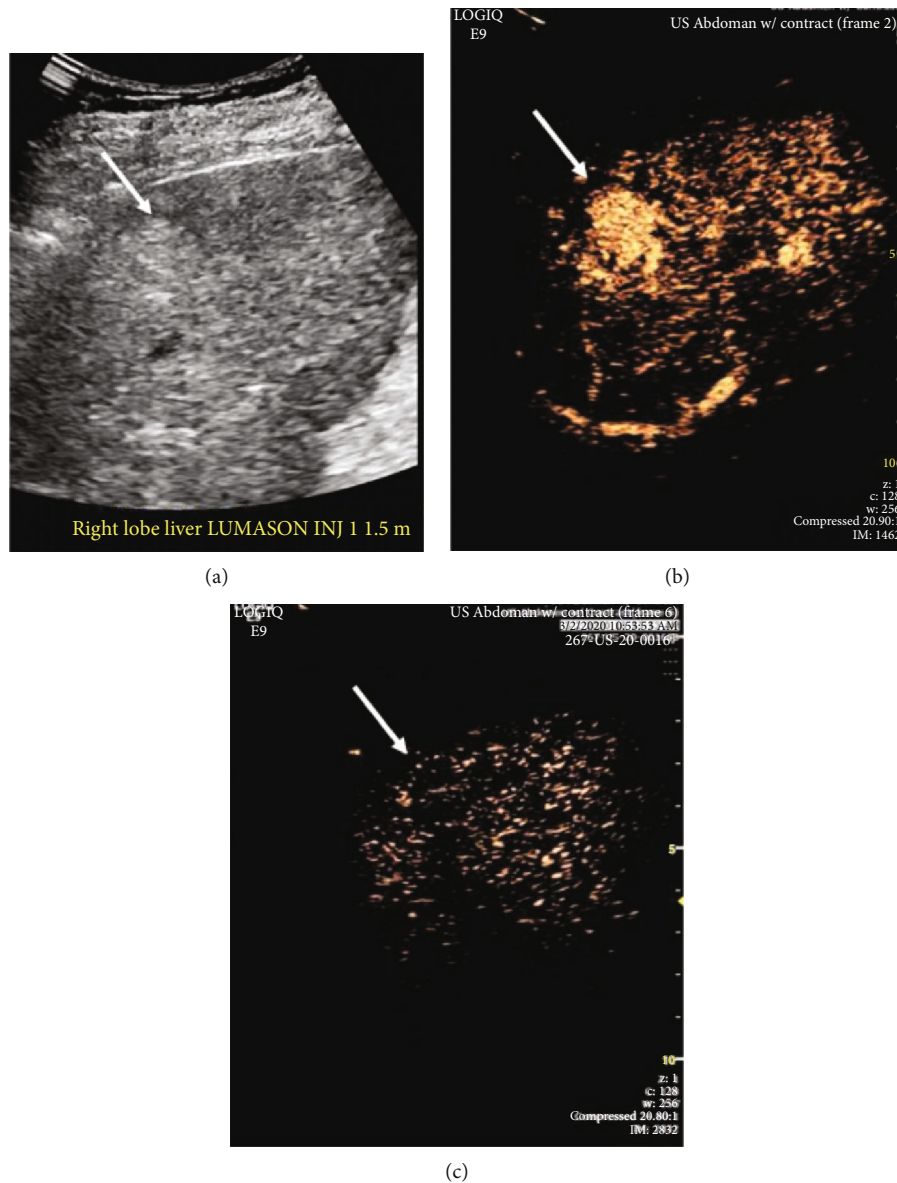 Right lobe liver LUMASON INJ 1 1.5 m
(a)
LOGIQ
E9
US Abdoman w/ contract (frame 2)
5
10
c: 128
w: 256
Compressed 20.90:1
IM: 1462
(b)
LOGIQ
E9
US Abdoman w/ contract (frame 6)
3/2/2020 10:53:53 AM
267-US-20-0016
5
10
z: 1
c: 128
w: 256
Compressed 20.80:1
IM: 2832
(c)